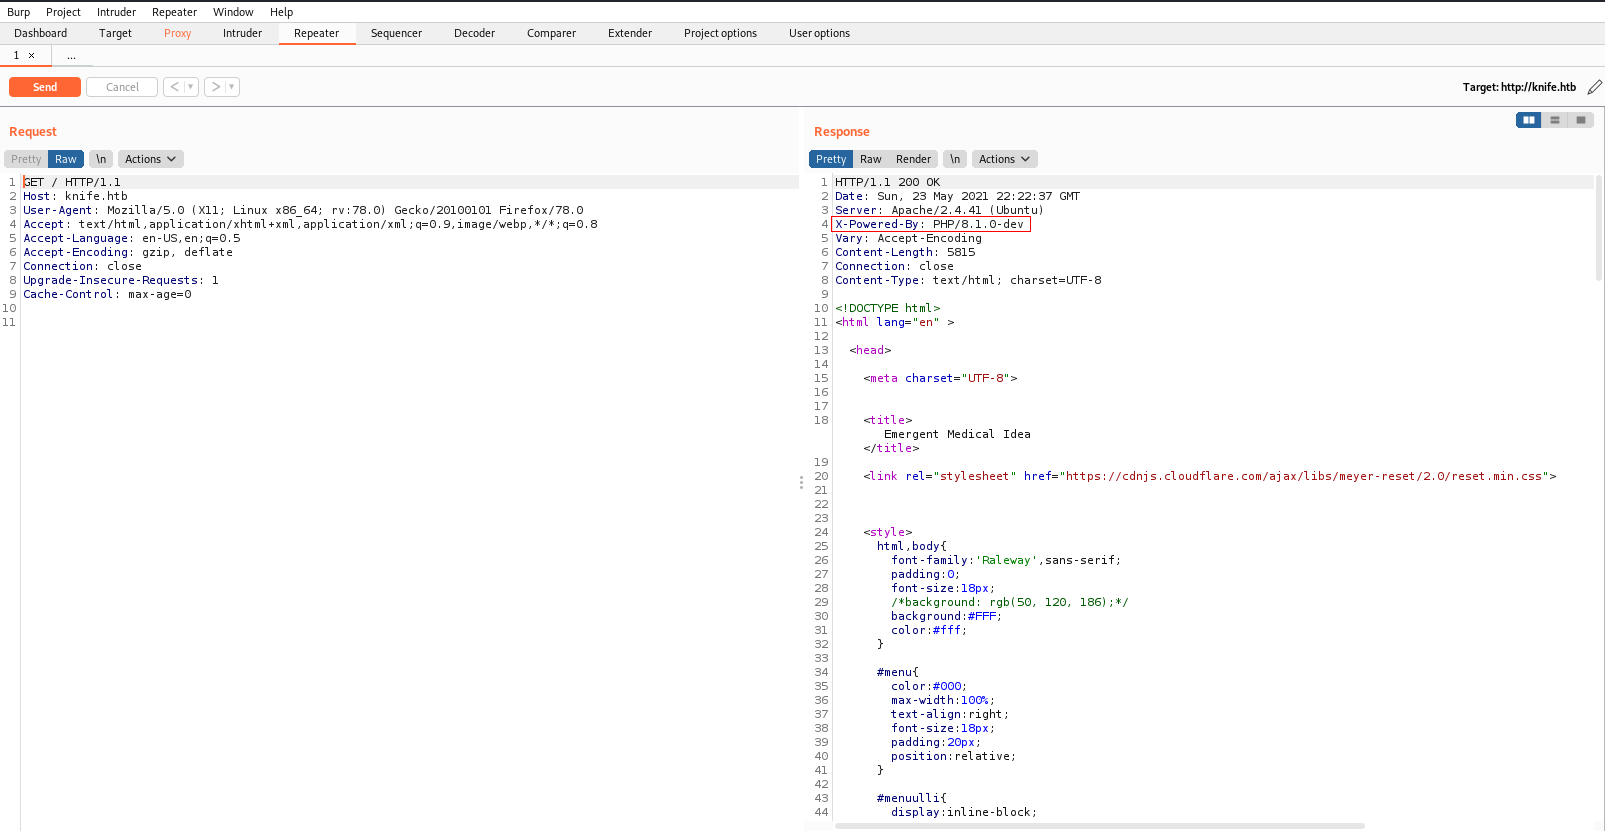 Burp Project Intruder Repeater Window Help
Dashboard Target Proxy Intruder Repeater Sequencer Decoder Comparer Extender Project options User options
1 × ...
Send Cancel < ▾ > ▾ Target: http://knife.htb
Request
Pretty Raw \n Actions
1 GET / HTTP/1.1
2 Host: knife.htb
3 User-Agent: Mozilla/5.0 (X11; Linux x86_64; rv:78.0) Gecko/20100101 Firefox/78.0
4 Accept: text/html,application/xhtml+xml,application/xml;q=0.9,image/webp,*/*;q=0.8
5 Accept-Language: en-US,en;q=0.5
6 Accept-Encoding: gzip, deflate
7 Connection: close
8 Upgrade-Insecure-Requests: 1
9 Cache-Control: max-age=0
10
11
Response
Pretty Raw Render \n Actions
1 HTTP/1.1 200 OK
2 Date: Sun, 23 May 2021 22:22:37 GMT
3 Server: Apache/2.4.41 (Ubuntu)
4 X-Powered-By: PHP/8.1.0-dev
5 Vary: Accept-Encoding
6 Content-Length: 5815
7 Connection: close
8 Content-Type: text/html; charset=UTF-8
9
10 <!DOCTYPE html>
11 <html lang="en" >
12
13 <head>
14
15 <meta charset="UTF-8">
16
17
18 <title>
Emergent Medical Idea
</title>
19
20 <link rel="stylesheet" href="https://cdnjs.cloudflare.com/ajax/libs/meyer-reset/2.0/reset.min.css">
21
22
23
24 <style>
25 html,body{
26 font-family:'Raleway',sans-serif;
27 padding:0;
28 font-size:18px;
29 /*background: rgb(50, 120, 186);*/
30 background:#FFF;
31 color:#fff;
32 }
33
34 #menu{
35 color:#000;
36 max-width:100%;
37 text-align:right;
38 font-size:18px;
39 padding:20px;
40 position:relative;
41 }
42
43 #menuulli{
44 display:inline-block;